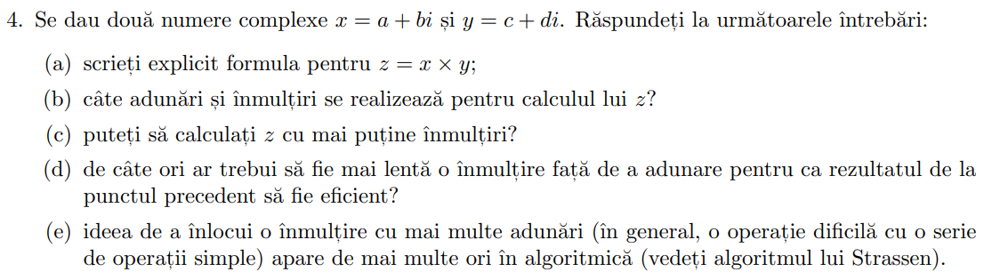 4. Se dau două numere complexe x = a + bi și y = c + di. Răspundeți la următoarele întrebări:
(a) scrieți explicit formula pentru z = x × y;
(b) câte adunări și înmulțiri se realizează pentru calculul lui z?
(c) puteți să calculați z cu mai puține înmulțiri?
(d) de câte ori ar trebui să fie mai lentă o înmulțire față de a adunare pentru ca rezultatul de la
punctul precedent să fie eficient?
(e) ideea de a înlocui o înmulțire cu mai multe adunări (în general, o operație dificilă cu o serie
de operații simple) apare de mai multe ori în algoritmică (vedeți algoritmul lui Strassen).